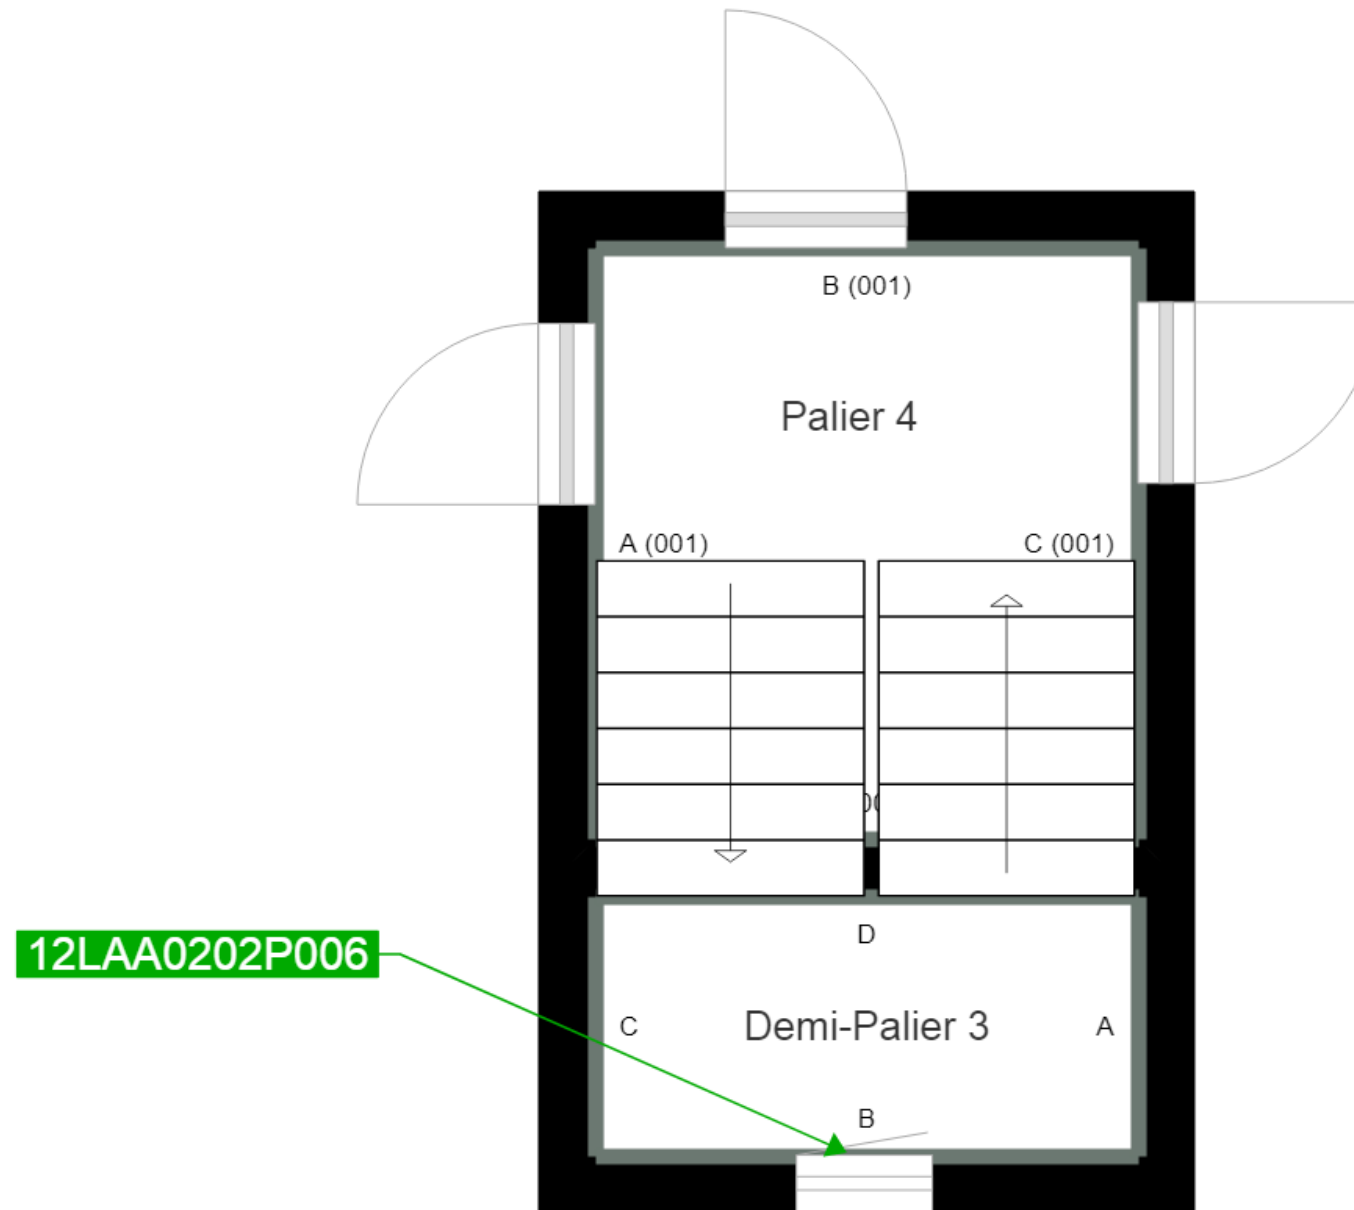 B (001)
Palier 4
A (001)
C (001)
D
12LAA0202P006
C
Demi-Palier 3
A
B